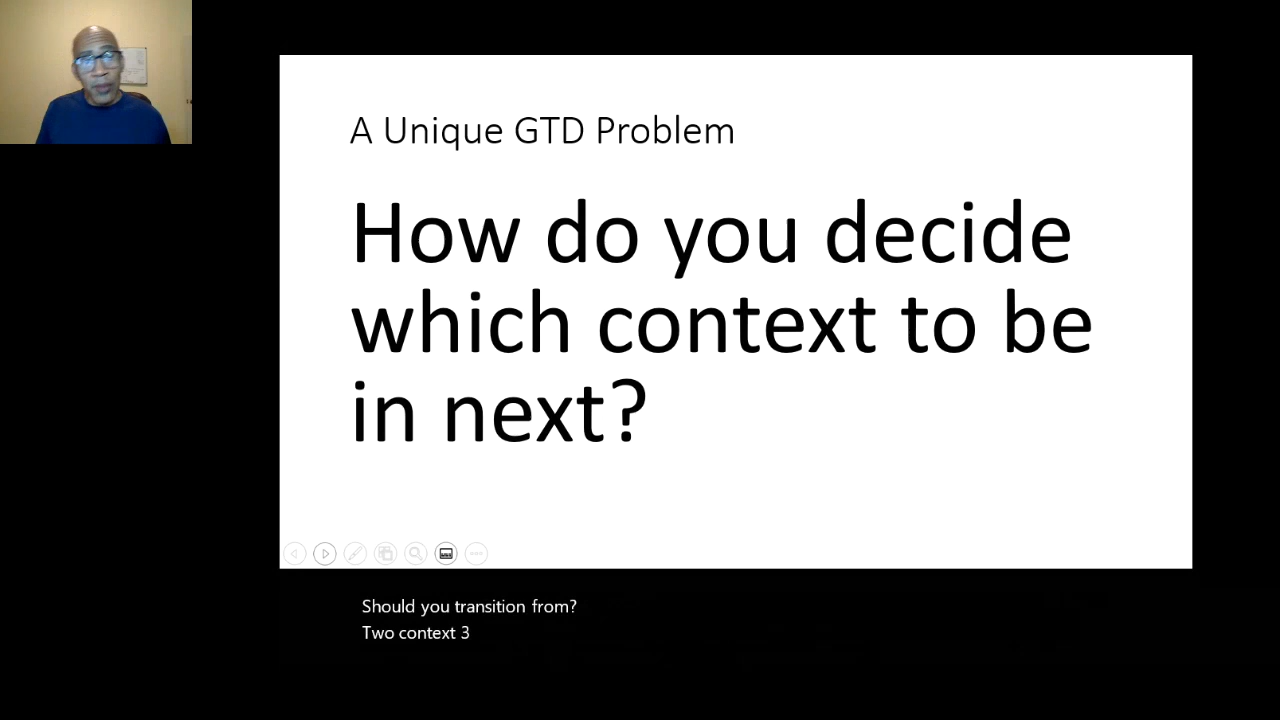 A Unique GTD Problem
How do you decide
which context to be
in next?
Should you transition from?
Two context 3